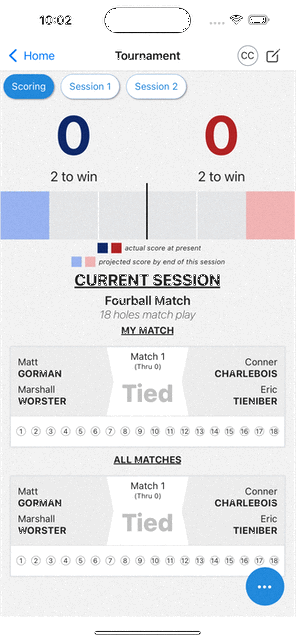 10:02
Home Tournament CC
Scoring Session 1 Session 2
0 0
2 to win 2 to win
actual score at present
projected score by end of this session
CURRENT SESSION
Fourball Match
18 holes match play
MY MATCH
Matt Match 1 Conner
GORMAN (Thru 0) CHARLEBOIS
Marshall Tied Eric
WORSTER TIENIBER
1 2 3 4 5 6 7 8 9 10 11 12 13 14 15 16 17 18
ALL MATCHES
Matt Match 1 Conner
GORMAN (Thru 0) CHARLEBOIS
Marshall Tied Eric
WORSTER TIENIBER
1 2 3 4 5 6 7 8 9 10 11 12 13 14 15 16 17 18